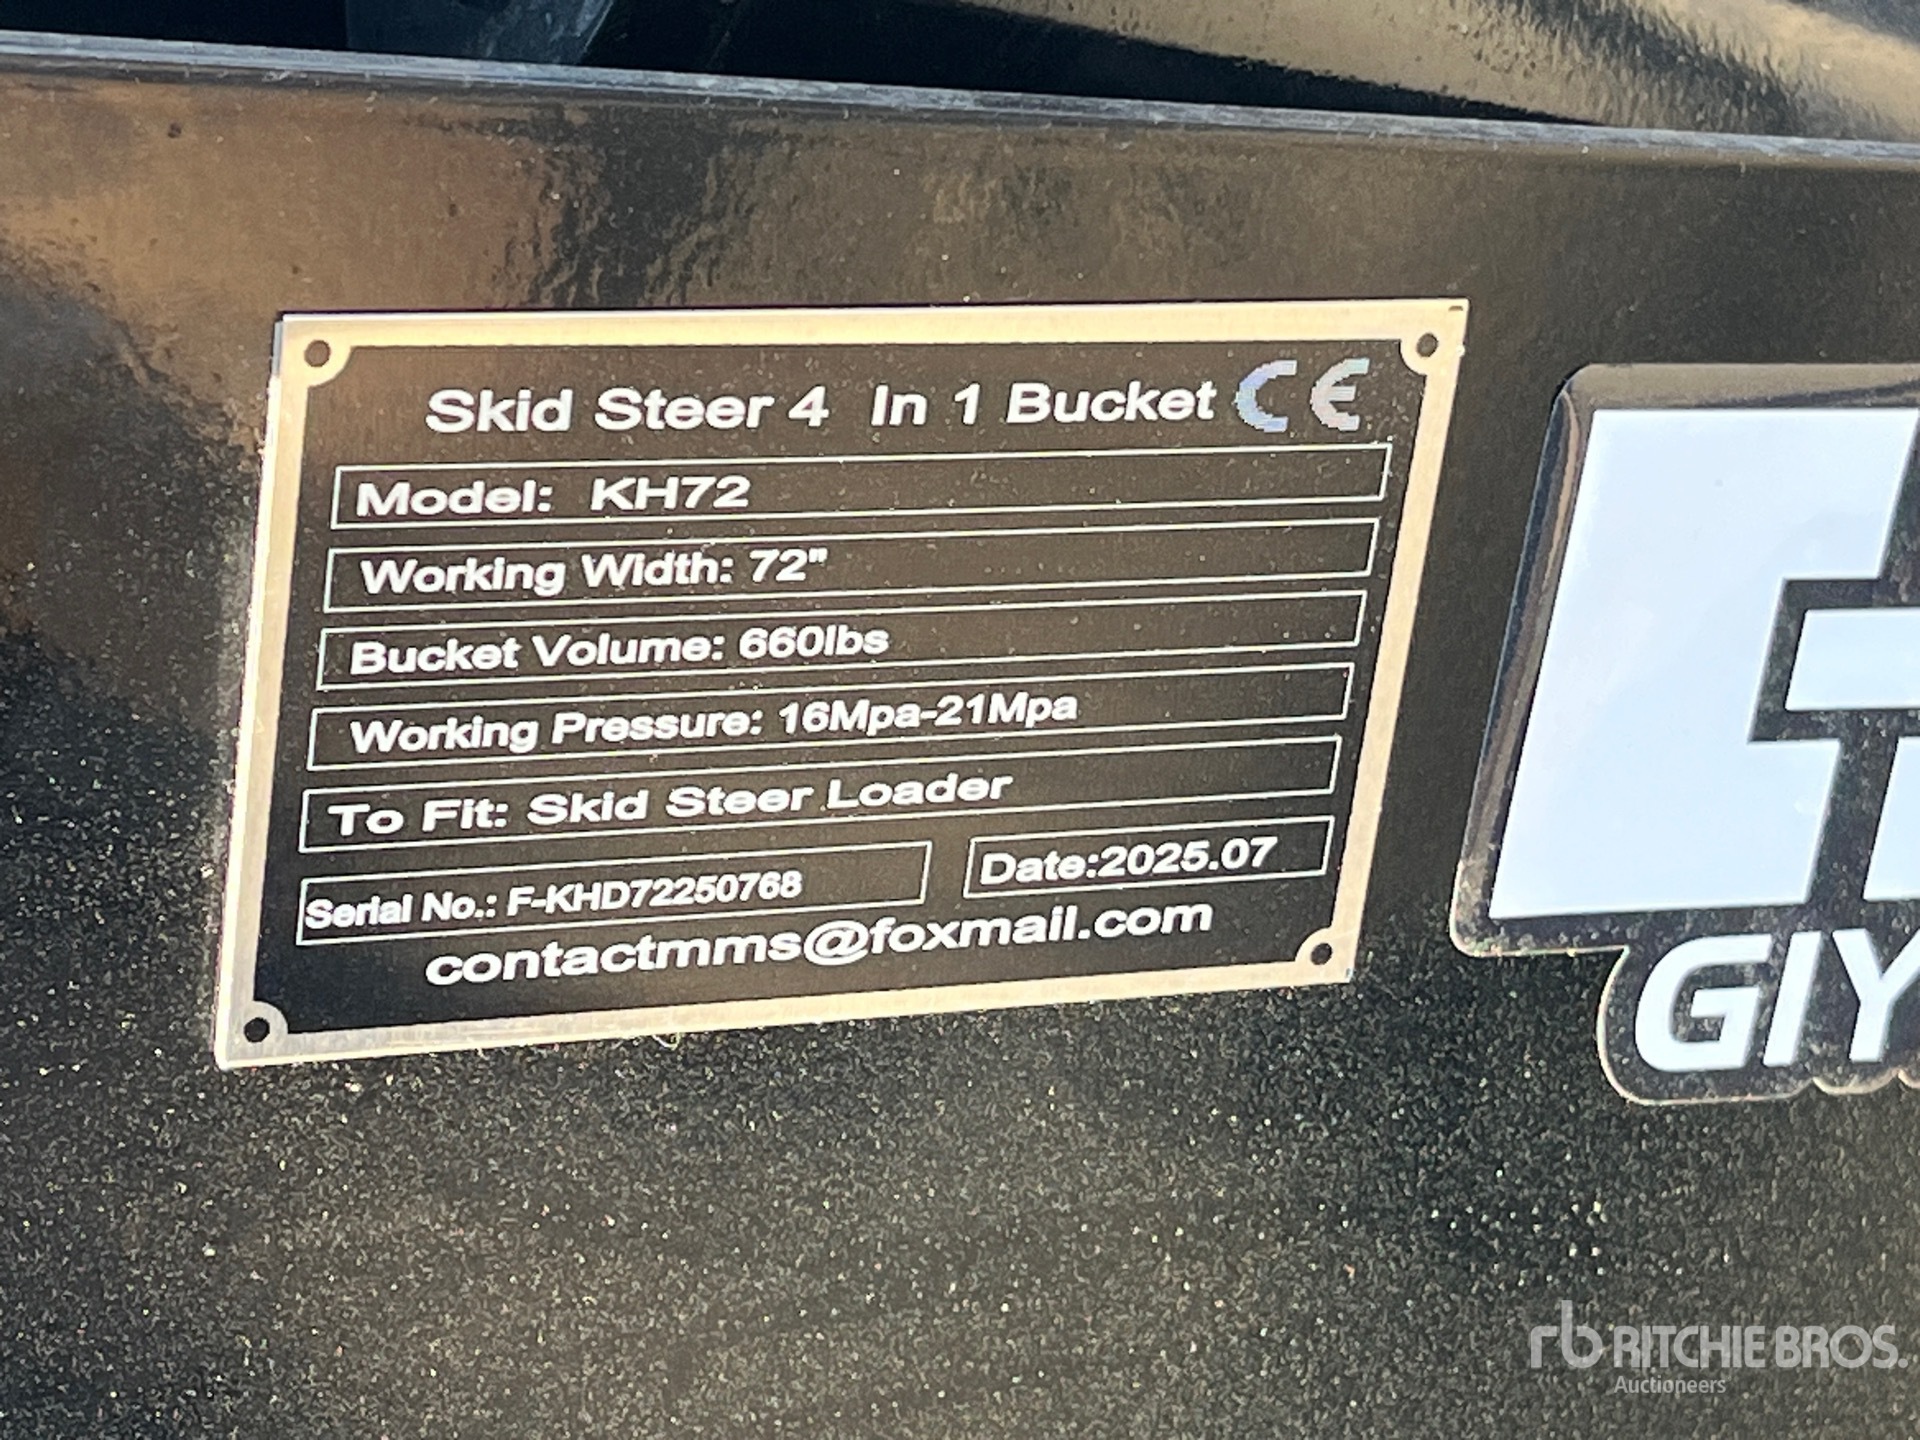 Skid Steer 4 In 1 Bucket CE
Model: KH72
Working Width: 72"
Bucket Volume: 660lbs
Working Pressure: 16Mpa-21Mpa
To Fit: Skid Steer Loader
Serial No.: F-KHD72250768
Date:2025.07
contactmms@foxmail.com
GIY
rb RITCHIE BROS.
Auctioneers